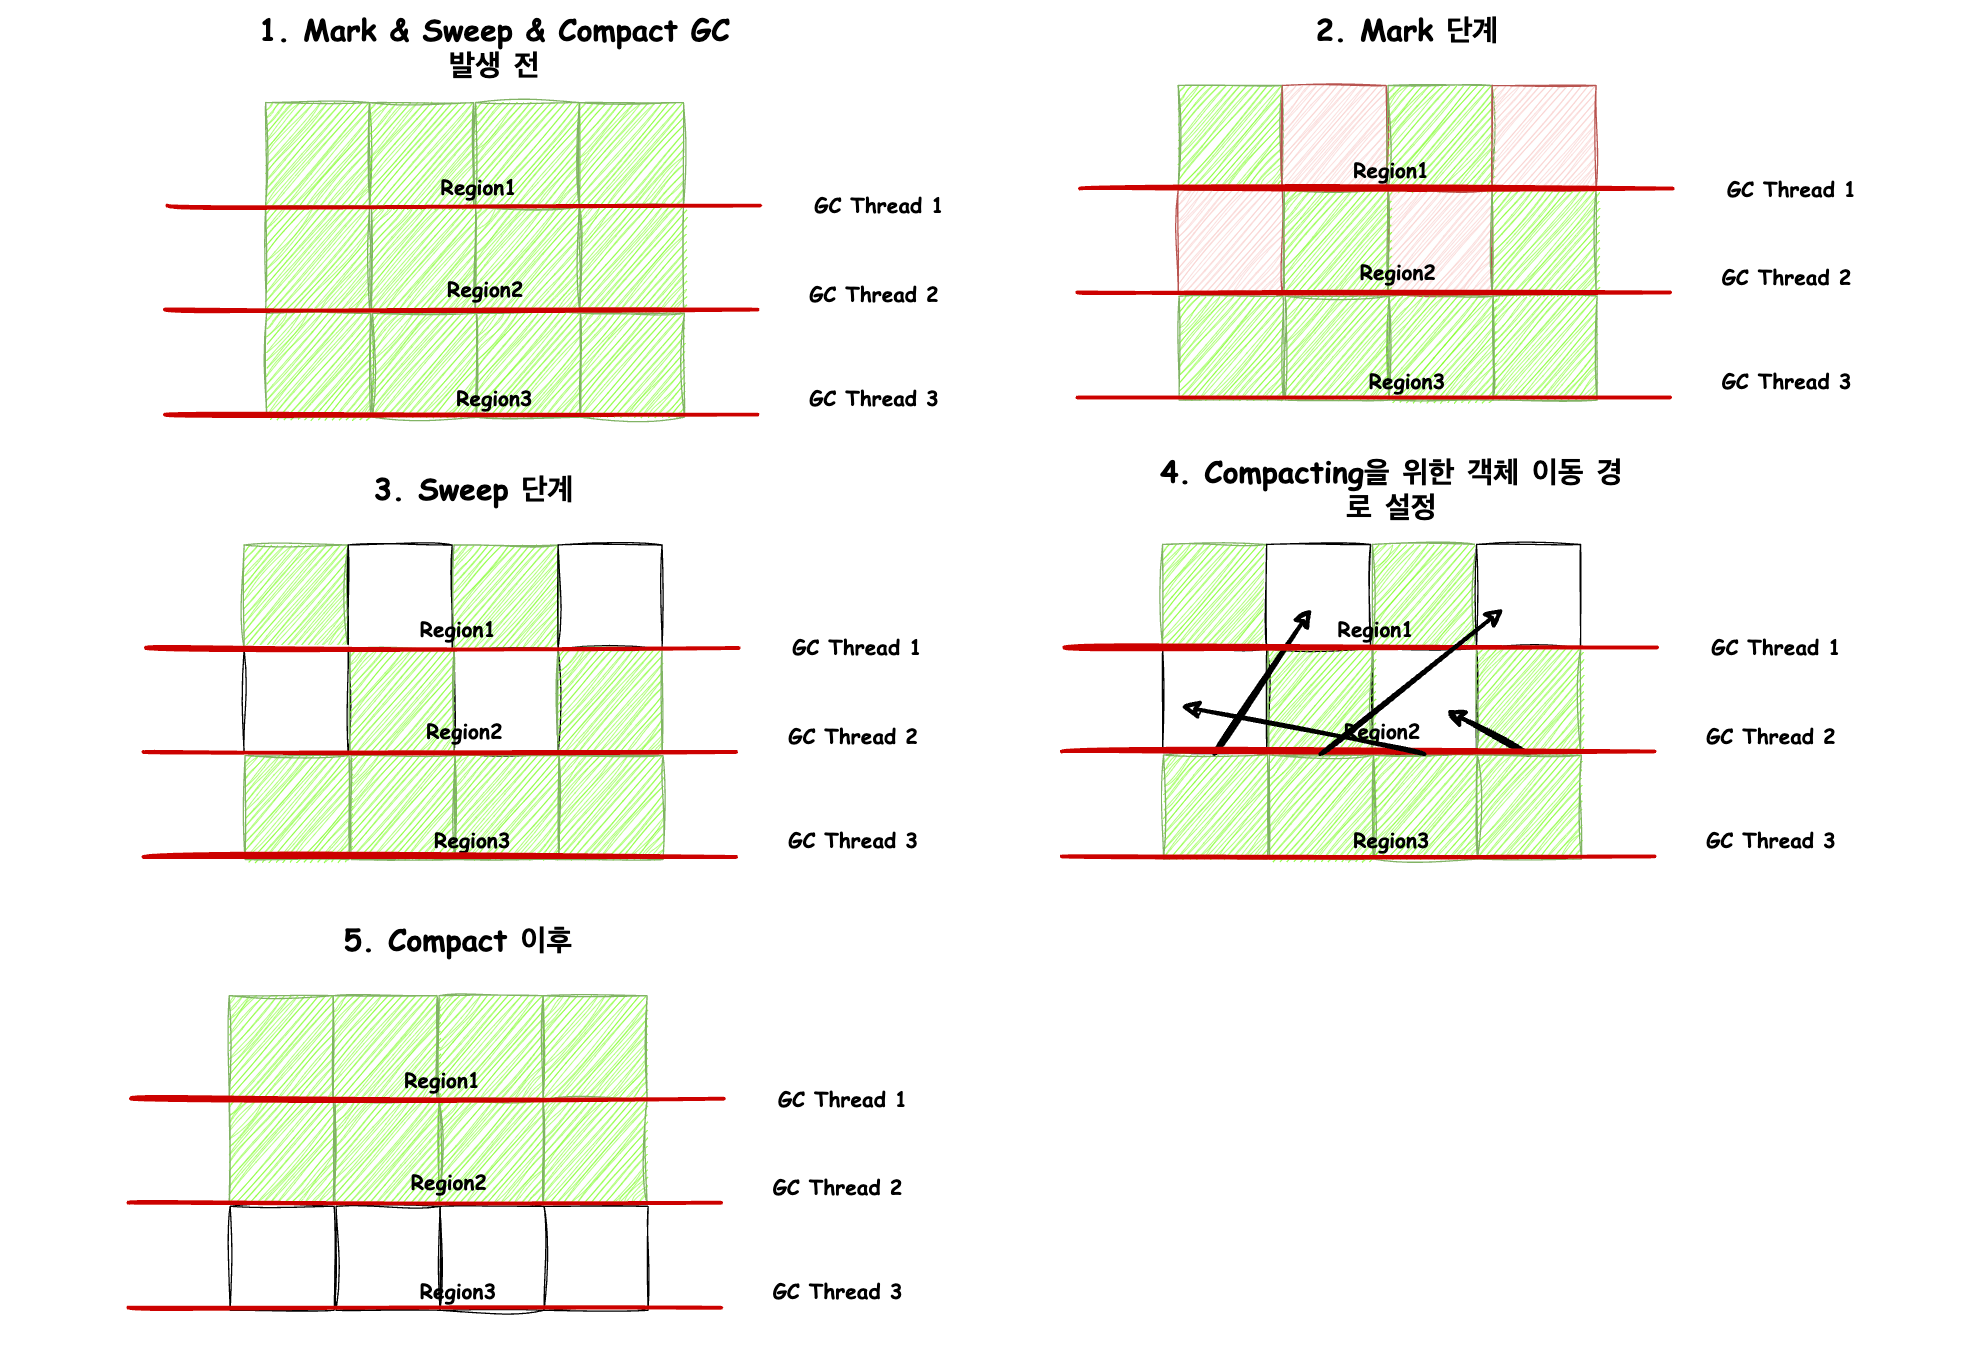 1. Mark & Sweep & Compact GC
발생 전
Region1
GC Thread 1
Region2
GC Thread 2
Region3
GC Thread 3
2. Mark 단계
Region1
GC Thread 1
Region2
GC Thread 2
Region3
GC Thread 3
3. Sweep 단계
Region1
GC Thread 1
Region2
GC Thread 2
Region3
GC Thread 3
4. Compacting을 위한 객체 이동 경
로 설정
Region1
GC Thread 1
Region2
GC Thread 2
Region3
GC Thread 3
5. Compact 이후
Region1
GC Thread 1
Region2
GC Thread 2
Region3
GC Thread 3